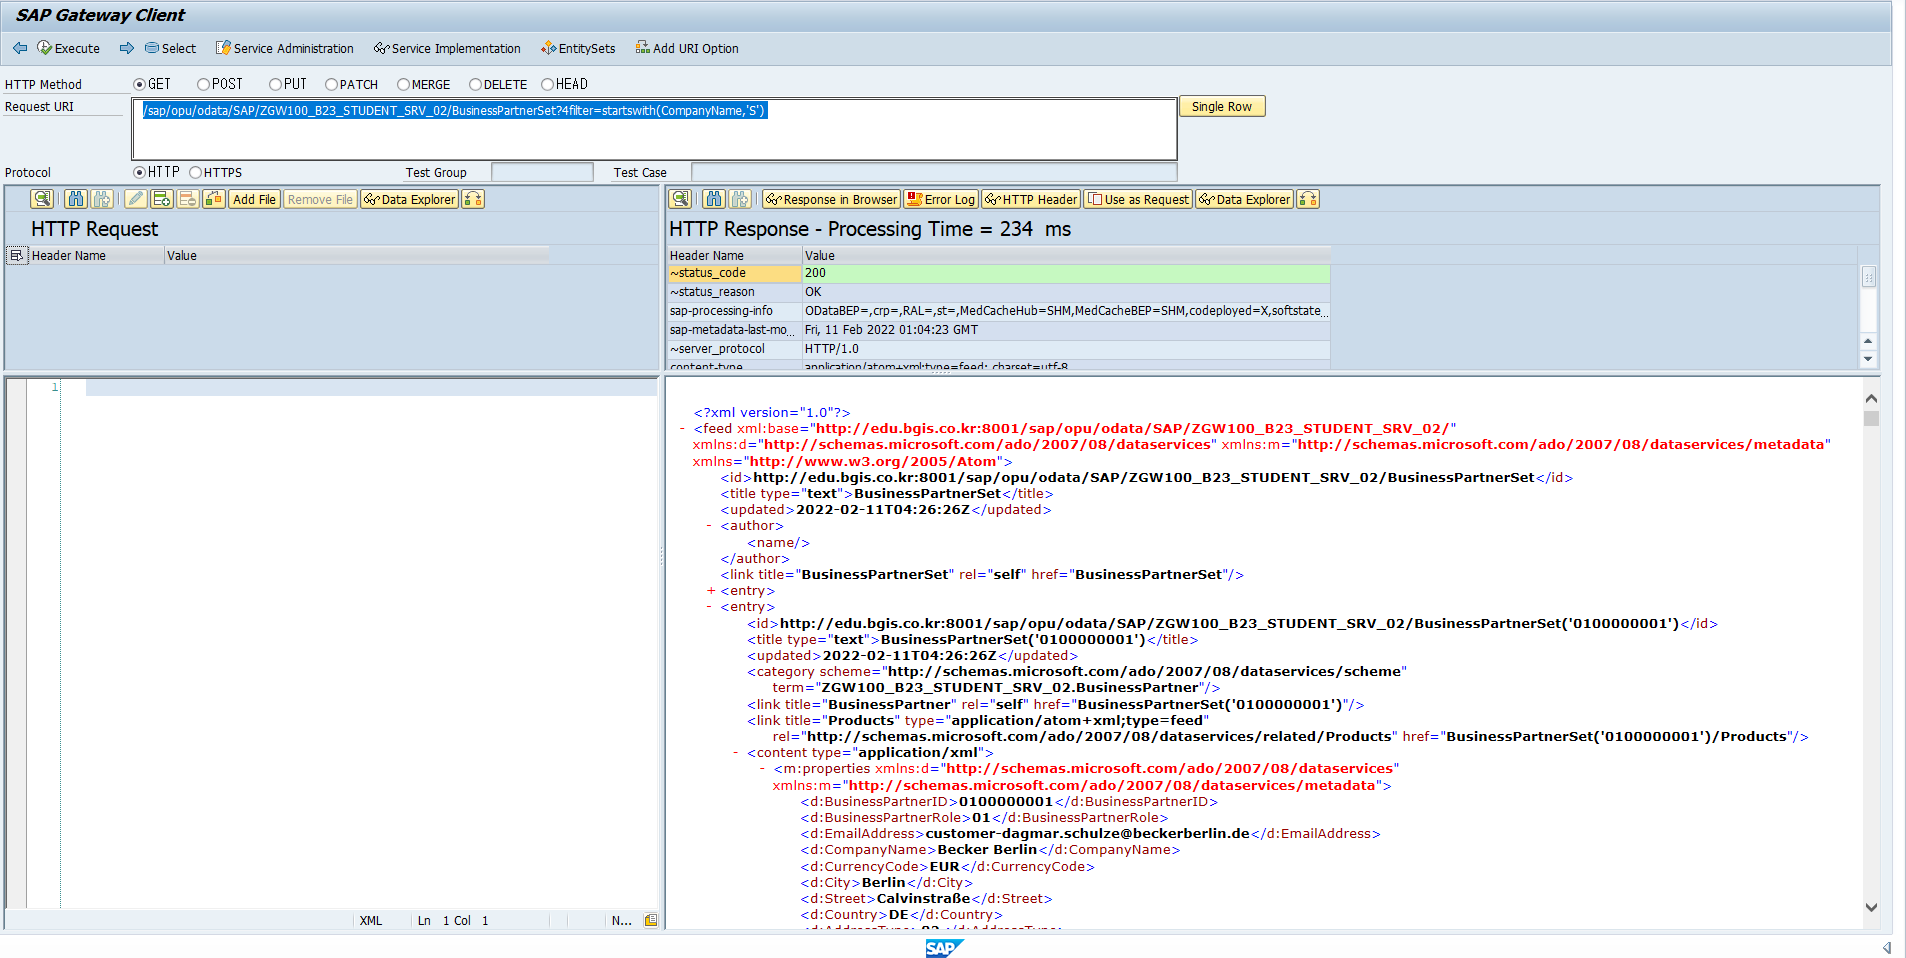 SAP Gateway Client
Execute Select Service Administration Service Implementation EntitySets Add URI Option
HTTP Method GET POST PUT PATCH MERGE DELETE HEAD
Request URI /sap/opu/odata/SAP/ZGW100_B23_STUDENT_SRV_02/BusinessPartnerSet?4filter=startswith(CompanyName,'S') Single Row
Protocol HTTP HTTPS Test Group Test Case
Add File Remove File Data Explorer
HTTP Request
Header Name Value
Response in Browser Error Log HTTP Header Use as Request Data Explorer
HTTP Response - Processing Time = 234 ms
Header Name Value
~status_code 200
~status_reason OK
sap-processing-info ODataBEP=,crp=,RAL=,st=,MedCacheHub=SHM,MedCacheBEP=SHM,codeployed=X,softstate...
sap-metadata-last-mo... Fri, 11 Feb 2022 01:04:23 GMT
~server_protocol HTTP/1.0
content-type application/atom+xml;type=feed; charset=utf-8
1
XML Ln 1 Col 1 N...
<?xml version="1.0"?>
- <feed xml:base="http://edu.bgis.co.kr:8001/sap/opu/odata/SAP/ZGW100_B23_STUDENT_SRV_02/"
xmlns:d="http://schemas.microsoft.com/ado/2007/08/dataservices" xmlns:m="http://schemas.microsoft.com/ado/2007/08/dataservices/metadata"
xmlns="http://www.w3.org/2005/Atom">
<id>http://edu.bgis.co.kr:8001/sap/opu/odata/SAP/ZGW100_B23_STUDENT_SRV_02/BusinessPartnerSet</id>
<title type="text">BusinessPartnerSet</title>
<updated>2022-02-11T04:26:26Z</updated>
- <author>
<name/>
</author>
<link title="BusinessPartnerSet" rel="self" href="BusinessPartnerSet"/>
+ <entry>
- <entry>
<id>http://edu.bgis.co.kr:8001/sap/opu/odata/SAP/ZGW100_B23_STUDENT_SRV_02/BusinessPartnerSet('0100000001')</id>
<title type="text">BusinessPartnerSet('0100000001')</title>
<updated>2022-02-11T04:26:26Z</updated>
<category scheme="http://schemas.microsoft.com/ado/2007/08/dataservices/scheme"
term="ZGW100_B23_STUDENT_SRV_02.BusinessPartner"/>
<link title="BusinessPartner" rel="self" href="BusinessPartnerSet('0100000001')"/>
<link title="Products" type="application/atom+xml;type=feed"
rel="http://schemas.microsoft.com/ado/2007/08/dataservices/related/Products" href="BusinessPartnerSet('0100000001')/Products"/>
- <content type="application/xml">
- <m:properties xmlns:d="http://schemas.microsoft.com/ado/2007/08/dataservices"
xmlns:m="http://schemas.microsoft.com/ado/2007/08/dataservices/metadata">
<d:BusinessPartnerID>0100000001</d:BusinessPartnerID>
<d:BusinessPartnerRole>01</d:BusinessPartnerRole>
<d:EmailAddress>customer-dagmar.schulze@beckerberlin.de</d:EmailAddress>
<d:CompanyName>Becker Berlin</d:CompanyName>
<d:CurrencyCode>EUR</d:CurrencyCode>
<d:City>Berlin</d:City>
<d:Street>Calvinstraße</d:Street>
<d:Country>DE</d:Country>
<d:AddressType>02</d:AddressType>
SAP